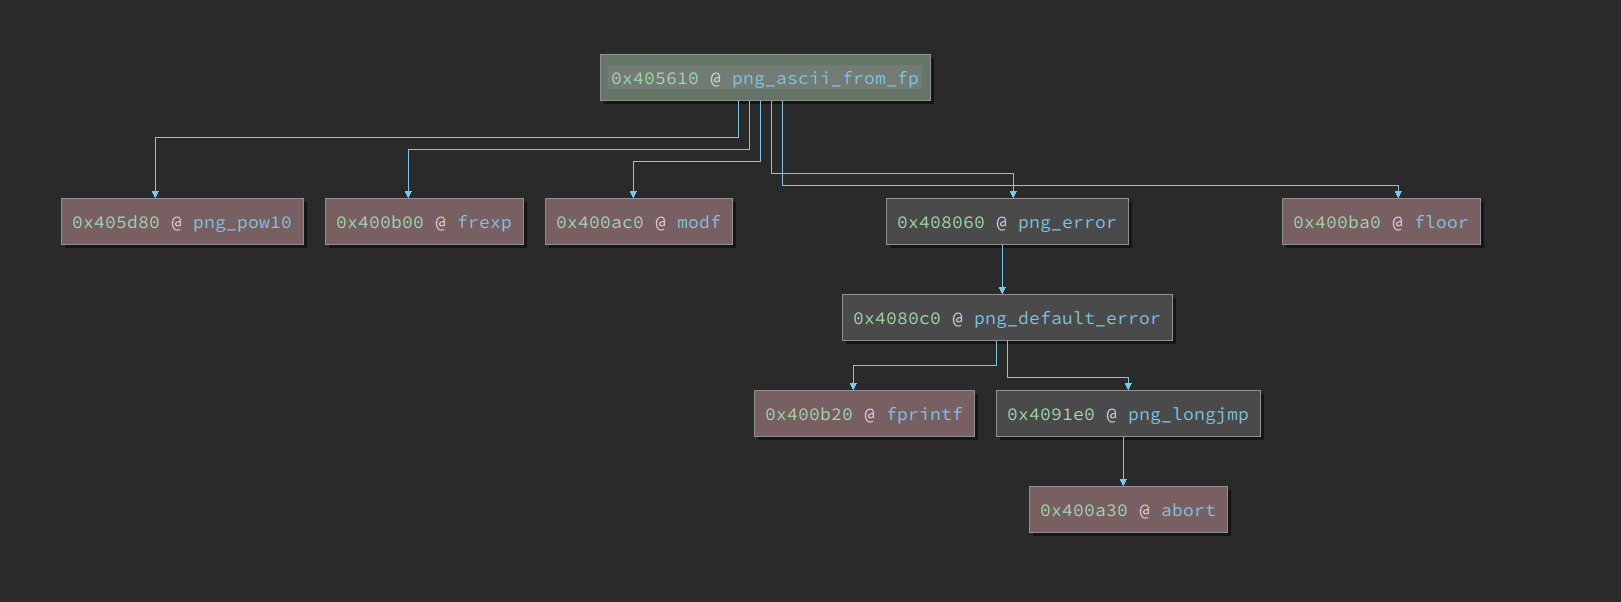 0x405610 @ png_ascii_from_fp
0x405d80 @ png_pow10
0x400b00 @ frexp
0x400ac0 @ modf
0x408060 @ png_error
0x400ba0 @ floor
0x4080c0 @ png_default_error
0x400b20 @ fprintf
0x4091e0 @ png_longjmp
0x400a30 @ abort